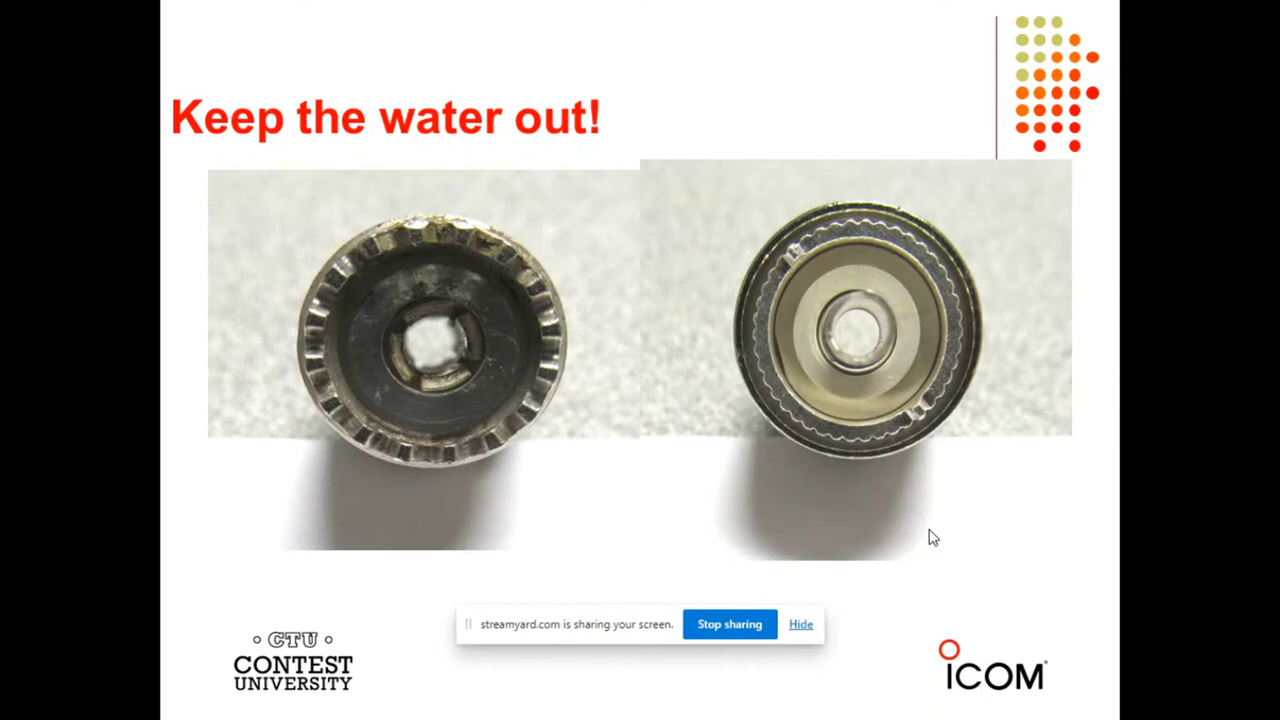 Keep the water out!
streamyard.com is sharing your screen.
Stop sharing
Hide
· CTU ·
CONTEST
UNIVERSITY
ICOM